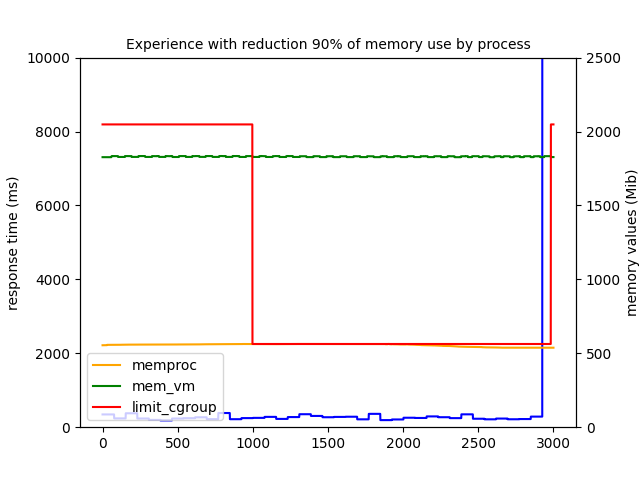 Experience with reduction 90% of memory use by process
10000
8000
6000
4000
2000
0
response time (ms)
2500
2000
1500
1000
500
0
memory values (Mib)
memproc
mem_vm
limit_cgroup
0 500 1000 1500 2000 2500 3000